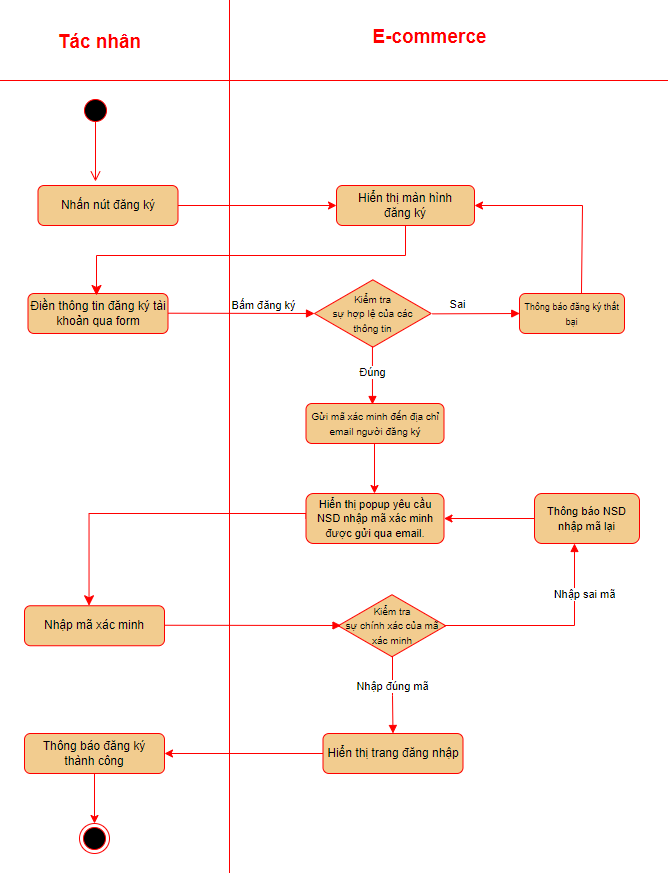 Tác nhân
E-commerce
Nhấn nút đăng ký
Hiển thị màn hình
đăng ký
Điền thông tin đăng ký tài
khoản qua form
Bấm đăng ký
Kiểm tra
sự hợp lệ của các
thông tin
Sai
Thông báo đăng ký thất
bại
Đúng
Gửi mã xác minh đến địa chỉ
email người đăng ký
Hiển thị popup yêu cầu
NSD nhập mã xác minh
được gửi qua email.
Thông báo NSD
nhập mã lại
Nhập sai mã
Nhập mã xác minh
Kiểm tra
sự chính xác của mã
xác minh
Nhập đúng mã
Thông báo đăng ký
thành công
Hiển thị trang đăng nhập